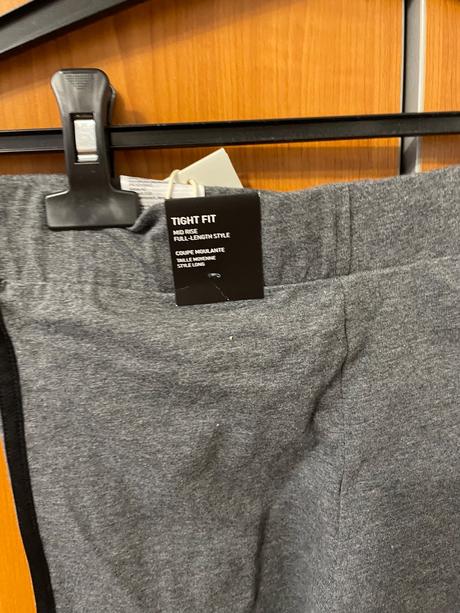 TIGHT FIT
MID RISE
FULL-LENGTH STYLE
COUPE MOULANTE
TAILLE MOYENNE
STYLE LONG